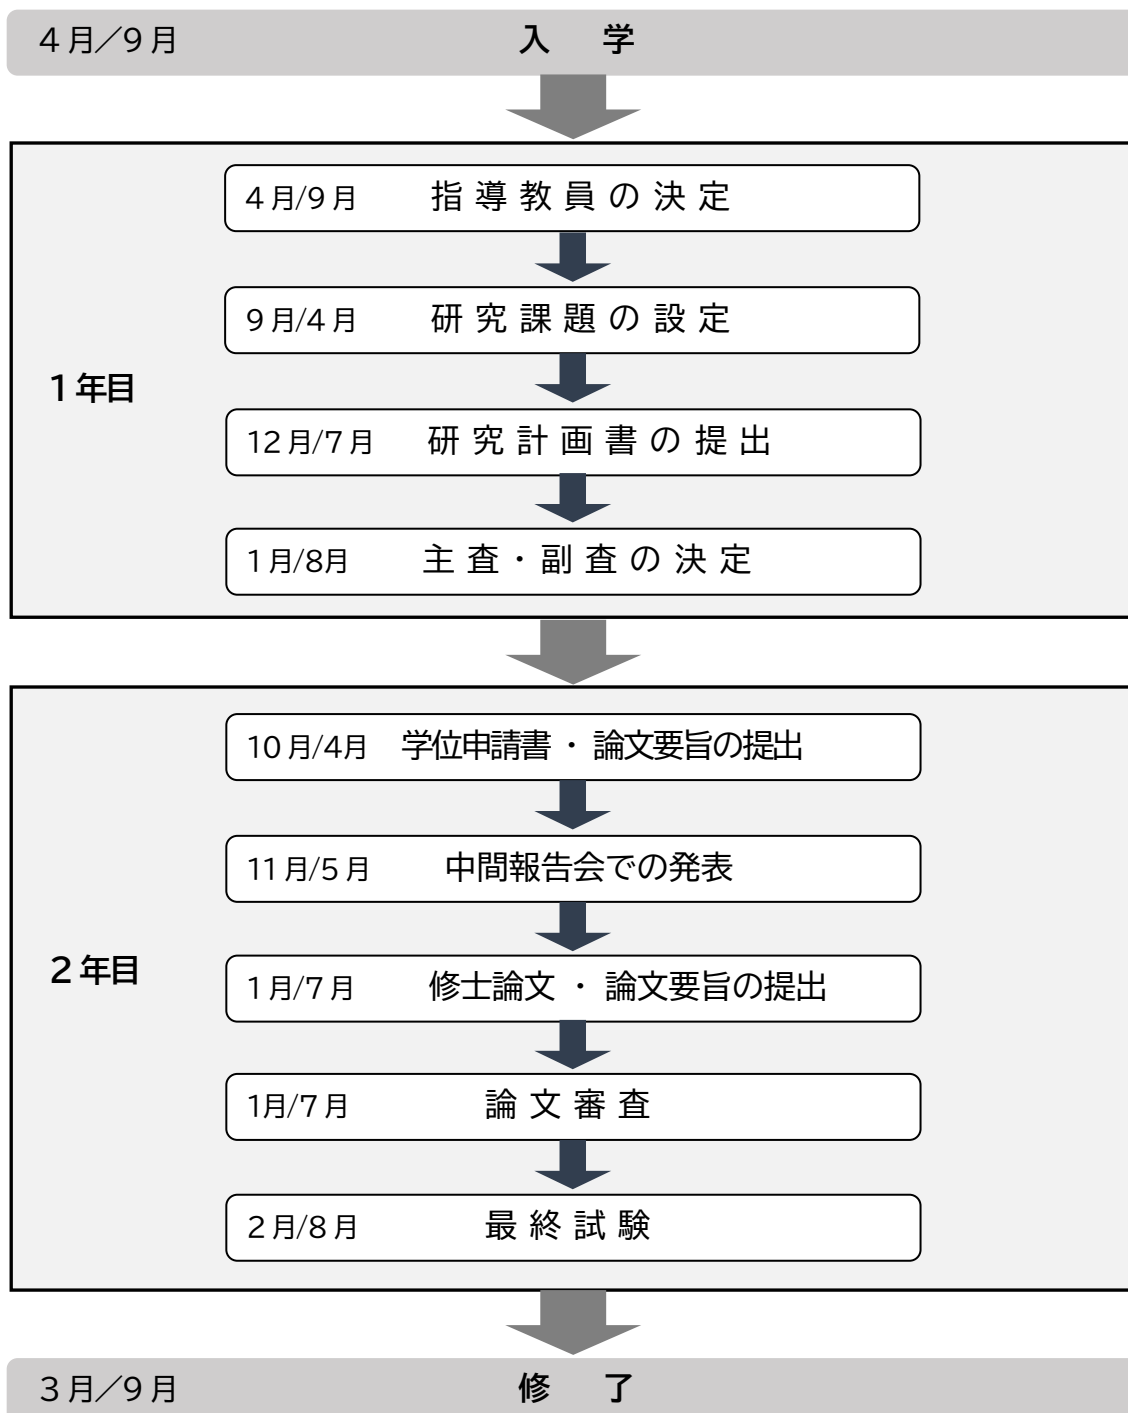 4月／9月 入 学
4月/9月 指導教員の決定
9月/4月 研究課題の設定
1年目
12月/7月 研究計画書の提出
1月/8月 主査・副査の決定
10月/4月 学位申請書・論文要旨の提出
11月/5月 中間報告会での発表
2年目
1月/7月 修士論文・論文要旨の提出
1月/7月 論文審査
2月/8月 最終試験
3月／9月 修 了